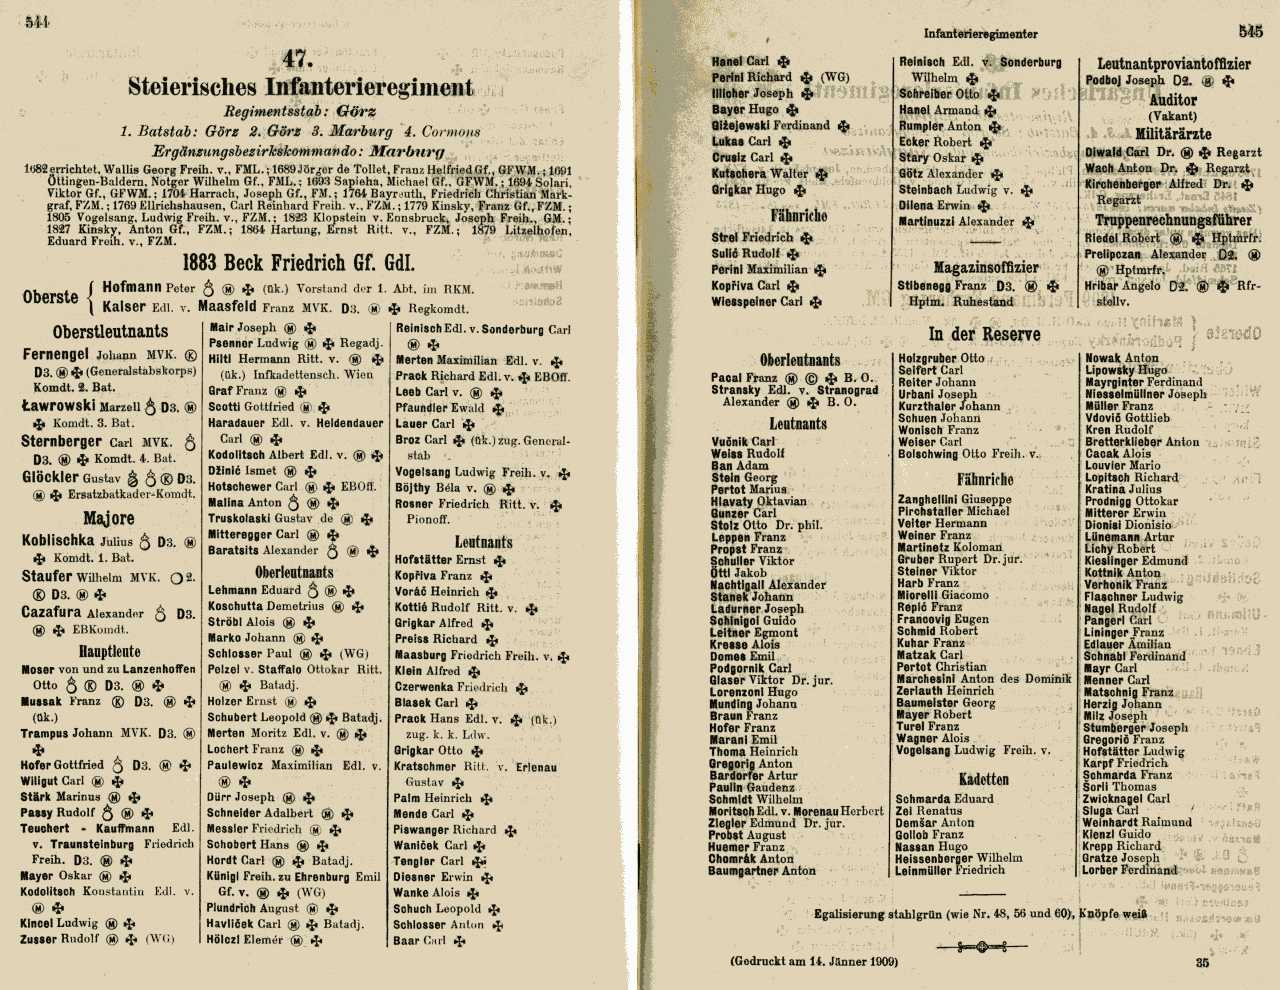 544
47.
Steierisches Infanterieregiment
Regimentsstab: Görz
1. Batstab: Görz 2. Görz 3. Marburg 4. Cormons
Ergänzungsbezirkskommando: Marburg
1682 errichtet, Wallis Georg Freih. v., FML.; 1689 Jörger de Tollet, Franz Helfried Gf., GFWM.; 1691
Öttingen-Baldern, Notger Wilhelm Gf., FML.; 1693 Sapieha, Michael Gf., GFWM.; 1694 Solari,
Viktor Gf., GFWM.; 1704 Harrach, Joseph Gf., FM.; 1764 Bayreuth, Friedrich Christian Mark-
graf, FZM.; 1769 Ellrichshausen, Carl Reinhard Freih. v., FZM.; 1779 Kinsky, Franz Gf., FZM.;
1805 Vogelsang, Ludwig Freih. v., FZM.; 1823 Klopstein v. Ennsbruck, Joseph Freih., GM.;
1827 Kinsky, Anton Gf., FZM.; 1864 Hartung, Ernst Ritt. v., FZM.; 1879 Litzelhofen,
Eduard Freih. v., FZM.
1883 Beck Friedrich Gf. GdI.
Oberste
Hofmann Peter Ⓜ ✠ (ük.) Vorstand der 1. Abt. im RKM.
Kaiser Edl. v. Maasfeld Franz MVK. D3. Ⓜ ✠ Regkomdt.
Oberstleutnants
Fernengel Johann MVK. Ⓚ
D3. Ⓜ ✠ (Generalstabskorps)
Komdt. 2. Bat.
Ławrowski Marzell D3. Ⓜ
✠ Komdt. 3. Bat.
Sternberger Carl MVK.
D3. Ⓜ ✠ Komdt. 4. Bat.
Glöckler Gustav Ⓚ D3.
Ⓜ ✠ Ersatzbatkader-Komdt.
Majore
Koblischka Julius D3. Ⓜ
✠ Komdt. 1. Bat.
Staufer Wilhelm MVK. O2.
Ⓚ D3. Ⓜ ✠
Cazafura Alexander D3.
Ⓜ ✠ EBKomdt.
Hauptleute
Moser von und zu Lanzenhoffen
Otto Ⓚ D3. Ⓜ ✠
Mussak Franz Ⓚ D3. Ⓜ ✠
(ük.)
Trampus Johann MVK. D3. Ⓜ
✠
Hofer Gottfried D3. Ⓜ ✠
Wiligut Carl Ⓜ ✠
Stärk Marinus Ⓜ ✠
Passy Rudolf Ⓜ ✠
Teuchert - Kauffmann Edl.
v. Traunsteinburg Friedrich
Freih. D3. Ⓜ ✠
Mayer Oskar Ⓜ ✠
Kodolitsch Konstantin Edl. v.
Ⓜ ✠
Kincel Ludwig Ⓜ ✠
Zusser Rudolf Ⓜ ✠ (WG)
Mair Joseph Ⓜ ✠
Psenner Ludwig Ⓜ ✠ Regadj.
Hiltl Hermann Ritt. v. Ⓜ ✠
(ük.) Infkadettensch. Wien
Graf Franz Ⓜ ✠
Scotti Gottfried Ⓜ ✠
Haradauer Edl. v. Heldendauer
Carl Ⓜ ✠
Kodolitsch Albert Edl. v. Ⓜ ✠
Džinić Ismet Ⓜ ✠
Hotschewer Carl Ⓜ ✠ EBOff.
Malina Anton Ⓜ ✠
Truskolaski Gustav de Ⓜ ✠
Mitteregger Carl Ⓜ ✠
Baratsits Alexander Ⓜ ✠
Oberleutnants
Lehmann Eduard Ⓜ ✠
Koschutta Demetrius Ⓜ ✠
Ströbl Alois Ⓜ ✠
Marko Johann Ⓜ ✠
Schlosser Paul Ⓜ ✠ (WG)
Pelzel v. Staffalo Ottokar Ritt.
Ⓜ ✠ Batadj.
Holzer Ernst Ⓜ ✠
Schubert Leopold Ⓜ ✠ Batadj.
Merten Moritz Edl. v. Ⓜ ✠
Lochert Franz Ⓜ ✠
Paulewicz Maximilian Edl. v.
Ⓜ ✠
Dürr Joseph Ⓜ ✠
Schneider Adalbert Ⓜ ✠
Messler Friedrich Ⓜ ✠
Schobert Hans Ⓜ ✠
Hordt Carl Ⓜ ✠ Batadj.
Künigl Freih. zu Ehrenburg Emil
Gf. v. Ⓜ ✠ (WG)
Plundrich August Ⓜ ✠
Havlíček Carl Ⓜ ✠ Batadj.
Hölczl Elemér Ⓜ ✠
Reinisch Edl. v. Sonderburg Carl
Ⓜ ✠
Merten Maximilian Edl. v. ✠
Prack Richard Edl. v. ✠ EBOff.
Leeb Carl v. Ⓜ ✠
Pfaundler Ewald ✠
Lauer Carl ✠
Broz Carl ✠ (ük.) zug. General-
stab
Vogelsang Ludwig Freih. v. ✠
Böjthy Béla v. Ⓜ ✠
Rosner Friedrich Ritt. v. ✠
Pionoff.
Leutnants
Hofstätter Ernst ✠
Kopřiva Franz ✠
Voráč Heinrich ✠
Kottić Rudolf Ritt. v. ✠
Grigkar Alfred ✠
Preiss Richard ✠
Maasburg Friedrich Freih. v. ✠
Klein Alfred ✠
Czerwenka Friedrich ✠
Blasek Carl ✠
Prack Hans Edl. v. ✠ (ük.)
zug. k. k. Ldw.
Grigkar Otto ✠
Kratschmer Ritt. v. Erlenau
Gustav ✠
Palm Heinrich ✠
Mende Carl ✠
Piswanger Richard ✠
Waniček Carl ✠
Tengler Carl ✠
Diesner Erwin ✠
Wanke Alois ✠
Schuch Leopold ✠
Schlosser Anton ✠
Baar Carl ✠
Infanterieregimenter
545
Hanel Carl ✠
Perini Richard ✠ (WG)
Illicher Joseph ✠
Bayer Hugo ✠
Giżejewski Ferdinand ✠
Lukas Carl ✠
Crusiz Carl ✠
Kutschera Walter ✠
Grigkar Hugo ✠
Fähnriche
Strel Friedrich ✠
Sulić Rudolf ✠
Perini Maximilian ✠
Kopřiva Carl ✠
Wiesspeiner Carl ✠
Reinisch Edl. v. Sonderburg
Wilhelm ✠
Schreiber Otto ✠
Hanel Armand ✠
Rumpler Anton ✠
Ecker Robert ✠
Stary Oskar ✠
Götz Alexander ✠
Steinbach Ludwig v. ✠
Dilena Erwin ✠
Martinuzzi Alexander ✠
Magazinsoffizier
Stibenegg Franz D3. Ⓜ ✠
Hptm. Ruhestand
Leutnantproviantoffizier
Podboj Joseph D2. Ⓜ ✠
Auditor
(Vakant)
Militärärzte
Diwald Carl Dr. Ⓜ ✠ Regarzt
Wach Anton Dr. ✠ Regarzt
Kirchenberger Alfred Dr. ✠
Regarzt
Truppenrechnungsführer
Riedel Robert Ⓜ ✠ Hptmrfr.
Prelipczan Alexander D2. Ⓜ
Ⓜ Hptmrfr.
Hribar Angelo D2. Ⓜ ✠ Rfr-
stellv.
In der Reserve
Oberleutnants
Pacal Franz Ⓜ Ⓒ ✠ B. O.
Stransky Edl. v. Stranograd
Alexander Ⓜ ✠ B. O.
Leutnants
Vučnik Carl
Weiss Rudolf
Ban Adam
Stein Georg
Pertot Marius
Hlavaty Oktavian
Gunzer Carl
Stolz Otto Dr. phil.
Leppen Franz
Propst Franz
Schuller Viktor
Öttl Jakob
Nachtigall Alexander
Stanek Johann
Ladurner Joseph
Schinigoi Guido
Leitner Egmont
Kresse Alois
Domes Emil
Podgornik Carl
Glaser Viktor Dr. jur.
Lorenzoni Hugo
Munding Johann
Braun Franz
Hofer Franz
Marani Emil
Thoma Heinrich
Gregorig Anton
Bardorfer Artur
Paulin Gaudenz
Schmidt Wilhelm
Moritsch Edl. v. Morenau Herbert
Ziegler Edmund Dr. jur.
Probst August
Huemer Franz
Chomrák Anton
Baumgartner Anton
Holzgruber Otto
Seifert Carl
Reiter Johann
Urbani Joseph
Kurzthaler Johann
Schuen Johann
Wonisch Franz
Weiser Carl
Bolschwing Otto Freih. v.
Fähnriche
Zanghellini Giuseppe
Pirchstaller Michael
Veiter Hermann
Weiner Franz
Martinetz Koloman
Gruber Rupert Dr. jur.
Steiner Viktor
Harb Franz
Miorelli Giacomo
Repič Franz
Francovig Eugen
Schmid Robert
Kuhar Franz
Matzak Carl
Pertot Christian
Marchesini Anton des Dominik
Zerlauth Heinrich
Baumeister Georg
Mayer Robert
Turel Franz
Wagner Alois
Vogelsang Ludwig Freih. v.
Kadetten
Schmarda Eduard
Zei Renatus
Demšar Anton
Gollob Franz
Nassan Hugo
Heissenberger Wilhelm
Leinmüller Friedrich
Nowak Anton
Lipowsky Hugo
Mayrginter Ferdinand
Niesselmüllner Joseph
Müller Franz
Vdović Gottlieb
Kren Rudolf
Bretterklieber Anton
Cacak Alois
Louvier Mario
Lopitsch Richard
Kratina Julius
Prodnigg Ottokar
Mitterer Erwin
Dionisi Dionisio
Lünemann Artur
Lichy Robert
Kieslinger Edmund
Kottnik Anton
Verhonik Franz
Flaschner Ludwig
Nagel Rudolf
Pangerl Carl
Lininger Franz
Edlauer Ämilian
Schnabl Ferdinand
Mayr Carl
Menner Carl
Matschnig Franz
Herzig Johann
Milz Joseph
Stumberger Joseph
Gregorič Franz
Hofstätter Ludwig
Karpf Friedrich
Schmarda Franz
Šorli Thomas
Zwicknagel Carl
Sluga Carl
Weinhardt Raimund
Kienzl Guido
Krepp Richard
Gratze Joseph
Lorber Ferdinand
Egalisierung stahlgrün (wie Nr. 48, 56 und 60), Knöpfe weiß
(Gedruckt am 14. Jänner 1909)
35